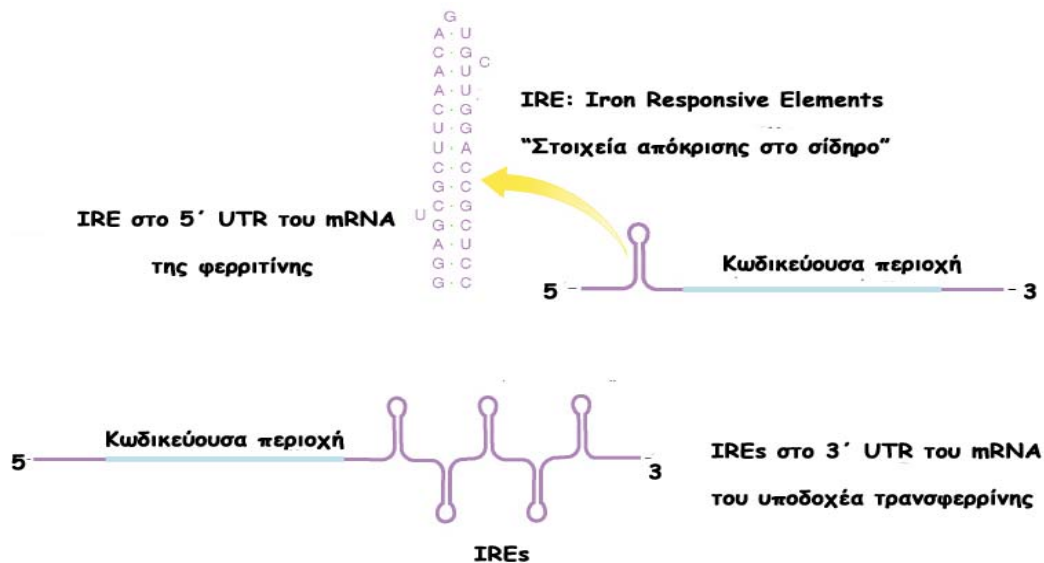 G
A · U
C · G
C
A · U
A · U
C · G
U · G
U · A
C · C
G · C
C · G
U
G · C
A · U
G · C
G · C
IRE: Iron Responsive Elements
"Στοιχεία απόκρισης στο σίδηρο"
IRE στο 5´ UTR του mRNA
της φερριτίνης
Κωδικεύουσα περιοχή
5 - - 3
Κωδικεύουσα περιοχή
5- 3
IREs
IREs στο 3´ UTR του mRNA
του υποδοχέα τρανσφερρίνης